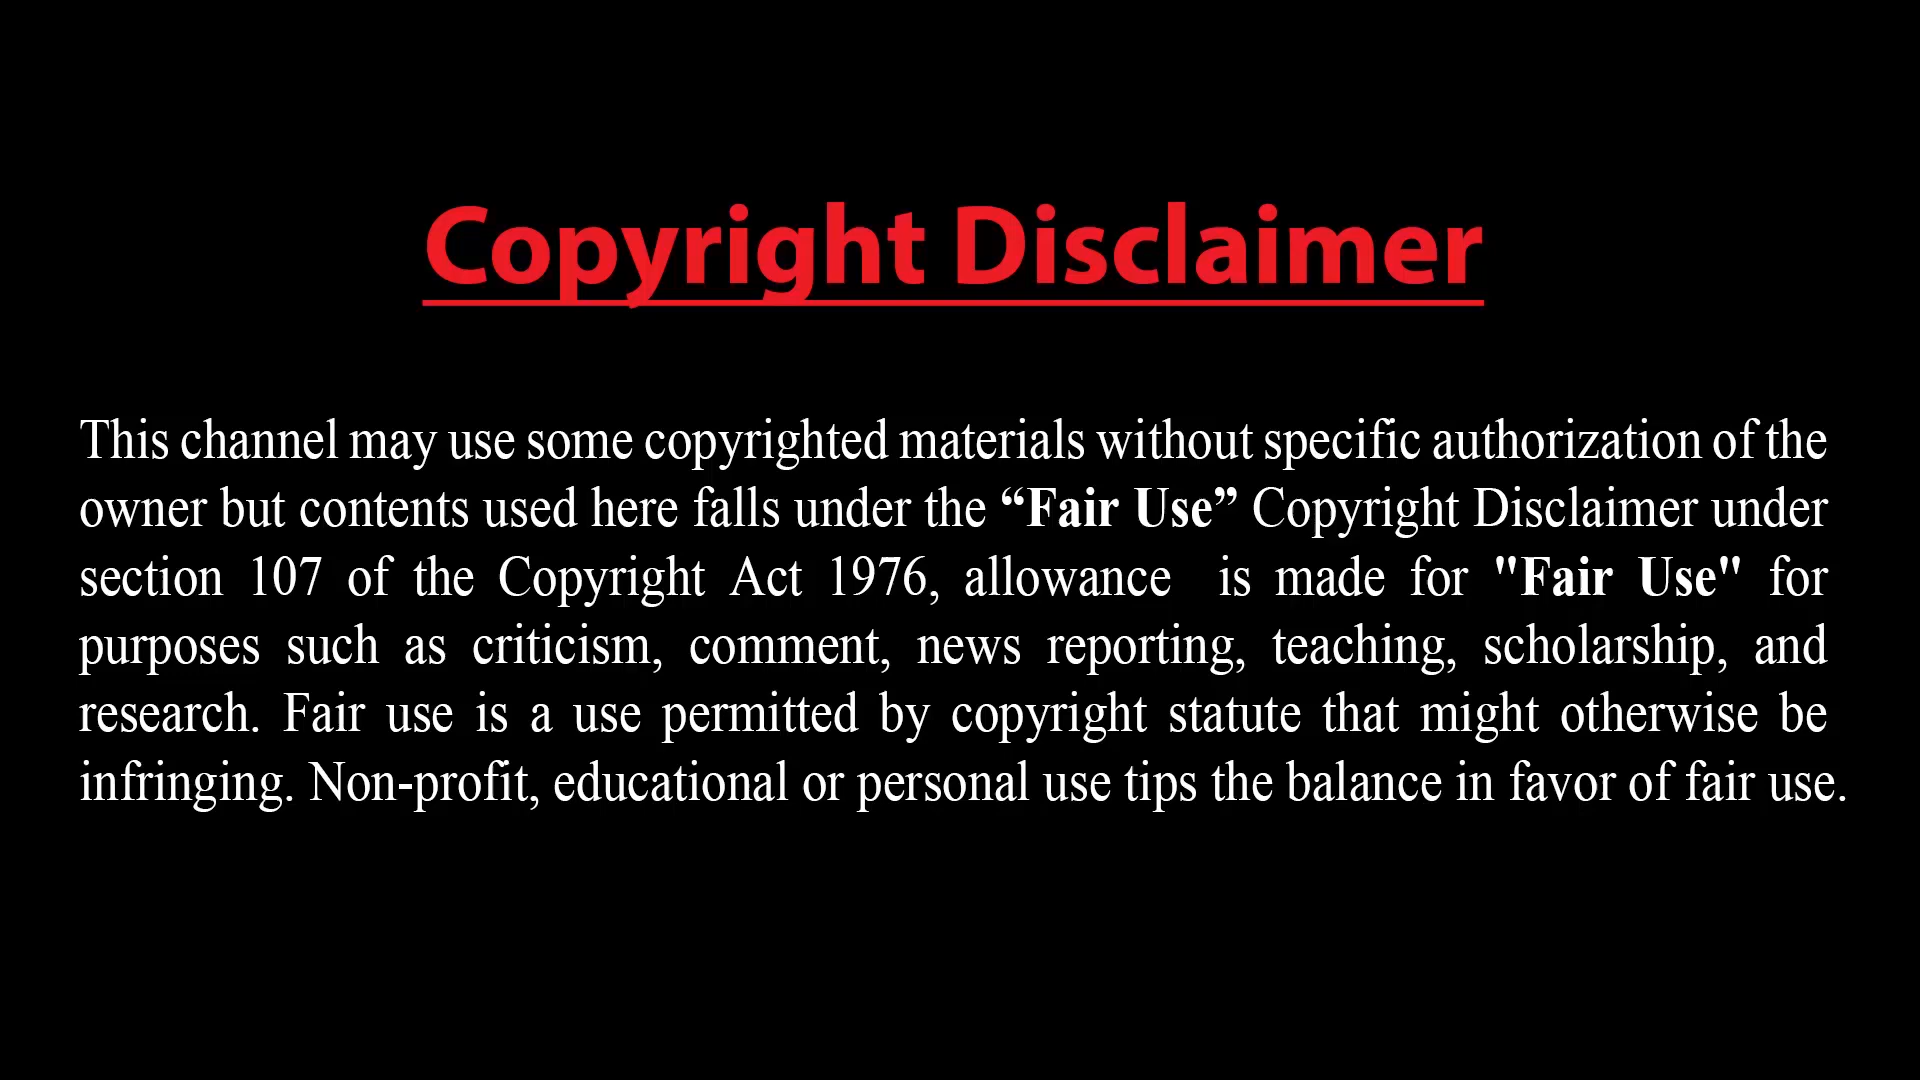 Copyright Disclaimer
This channel may use some copyrighted materials without specific authorization of the
owner but contents used here falls under the “Fair Use” Copyright Disclaimer under
section 107 of the Copyright Act 1976, allowance  is made for "Fair Use" for
purposes such as criticism, comment, news reporting, teaching, scholarship, and
research. Fair use is a use permitted by copyright statute that might otherwise be
infringing. Non-profit, educational or personal use tips the balance in favor of fair use.